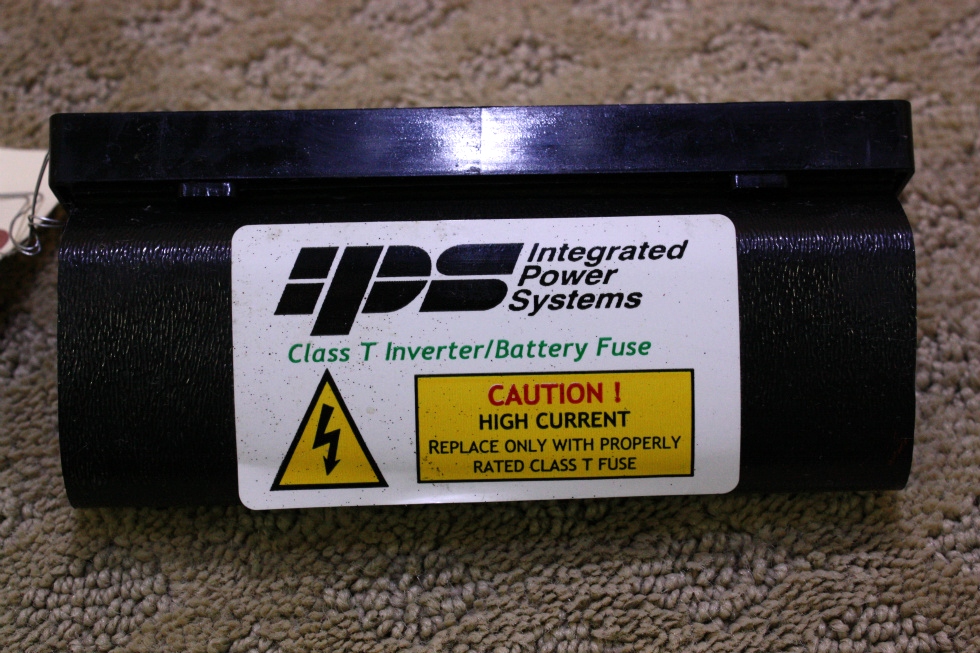 ips Integrated
Power
Systems
Class T Inverter/Battery Fuse
CAUTION !
HIGH CURRENT
REPLACE ONLY WITH PROPERLY
RATED CLASS T FUSE